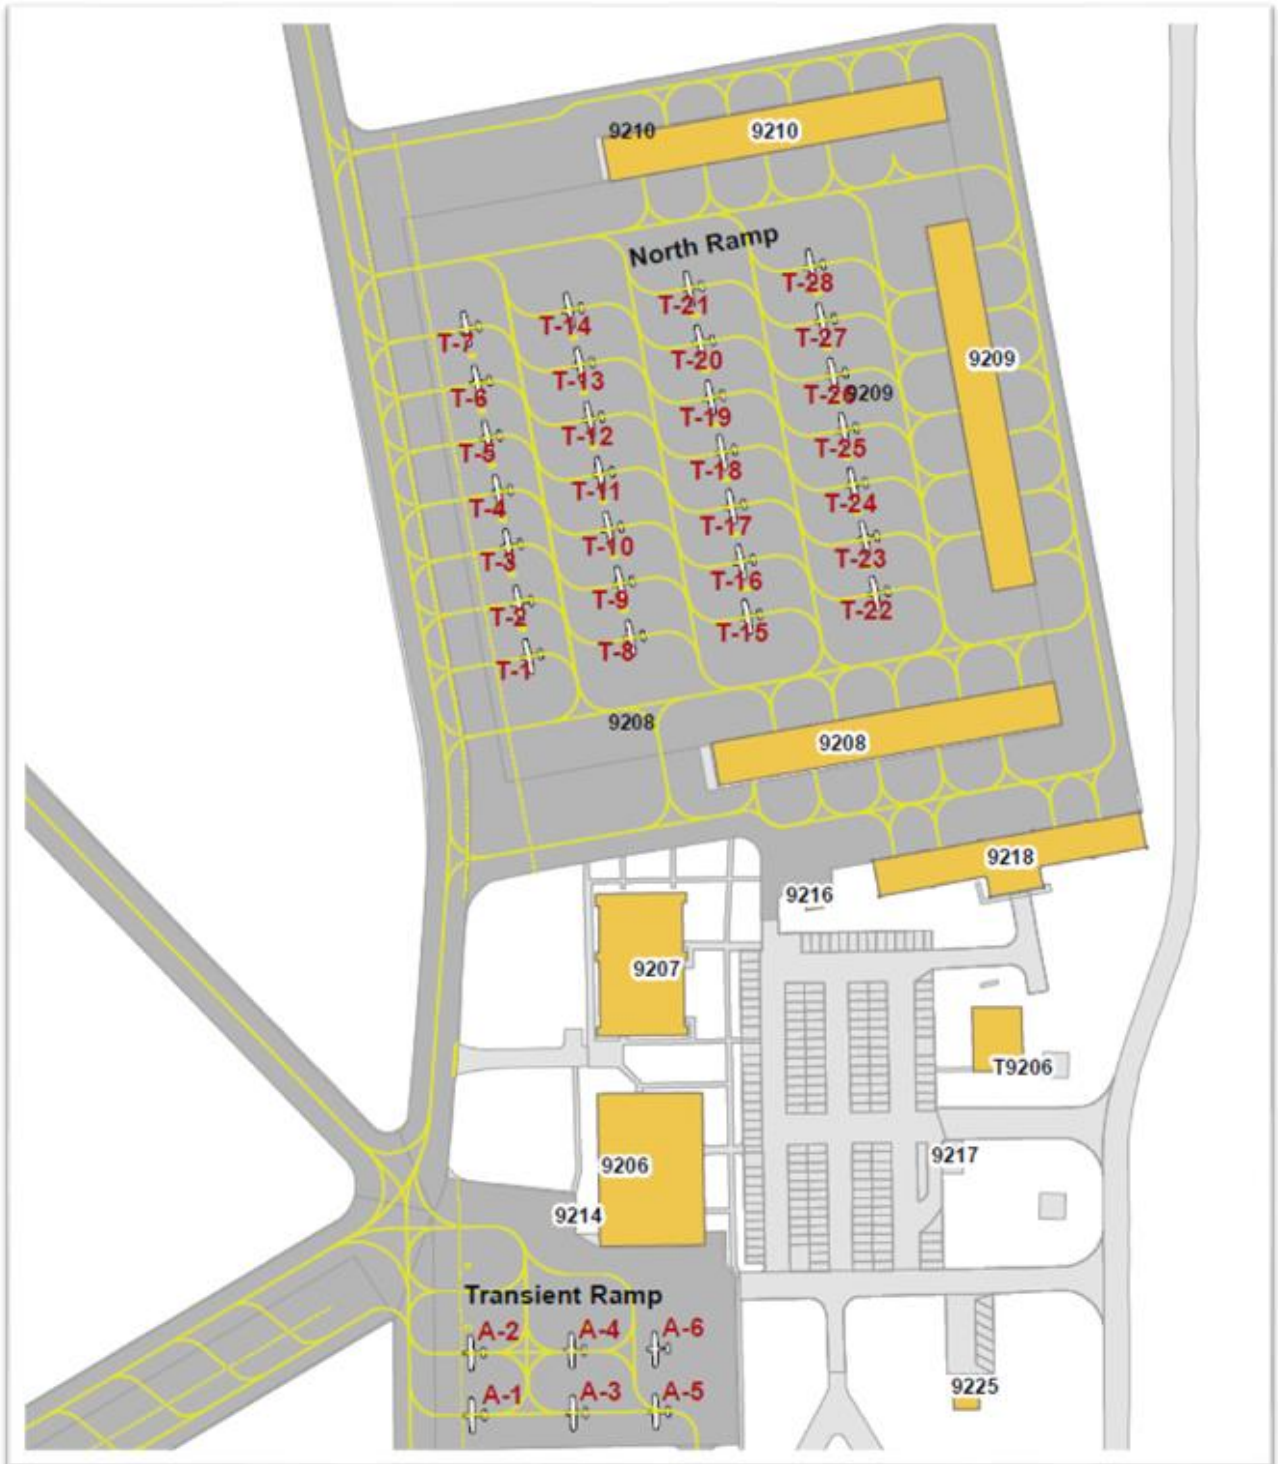 9210
9210
North Ramp
T-28
T-21
T-14
T-7
T-27
T-20
T-13
9209
T-6
T-26
9209
T-19
T-12
T-5
T-25
T-18
T-11
T-4
T-24
T-17
T-10
T-3
T-23
T-16
T-9
T-2
T-22
T-15
T-8
T-1
9208
9208
9218
9216
9207
T9206
9206
9217
9214
Transient Ramp
A-2
A-4
A-6
A-1
A-3
A-5
9225